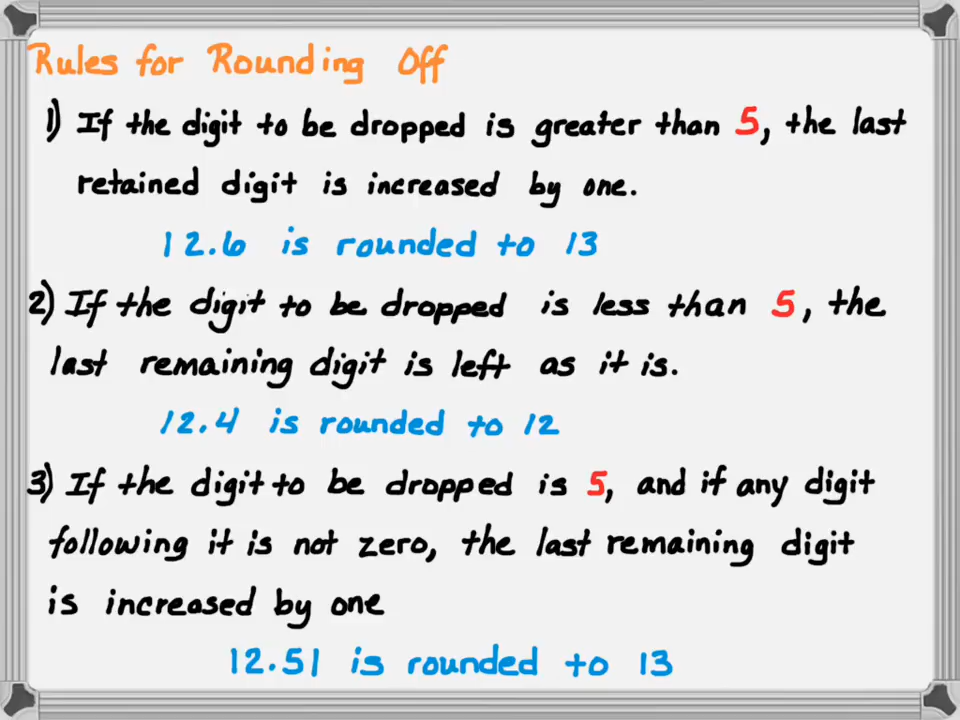 Rules for Rounding Off
1) If the digit to be dropped is greater than 5, the last
retained digit is increased by one.
12.6 is rounded to 13
2) If the digit to be dropped is less than 5, the
last remaining digit is left as it is.
12.4 is rounded to 12
3) If the digit to be dropped is 5, and if any digit
following it is not zero, the last remaining digit
is increased by one
12.51 is rounded to 13